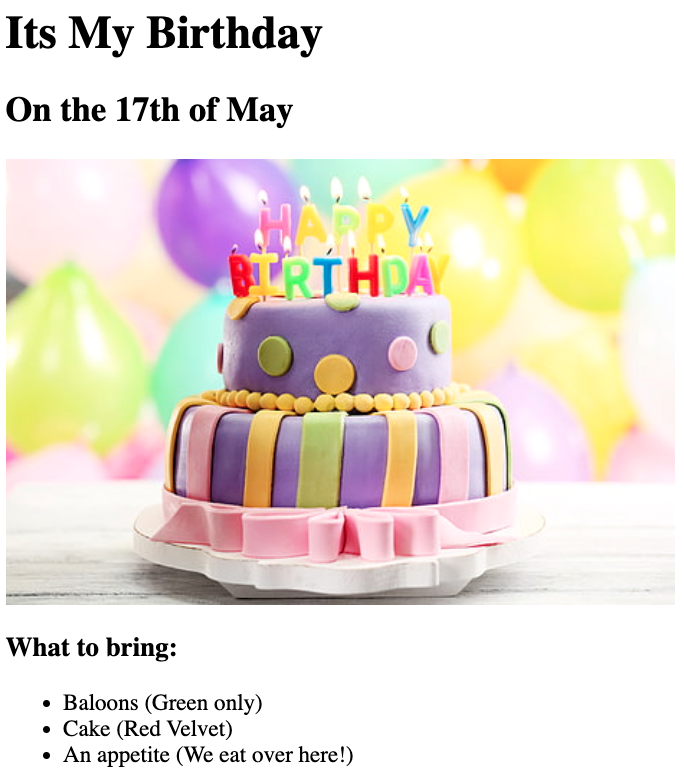 Its My Birthday
On the 17th of May
HAPPY
BIRTHDAY
What to bring:
Baloons (Green only)
Cake (Red Velvet)
An appetite (We eat over here!)